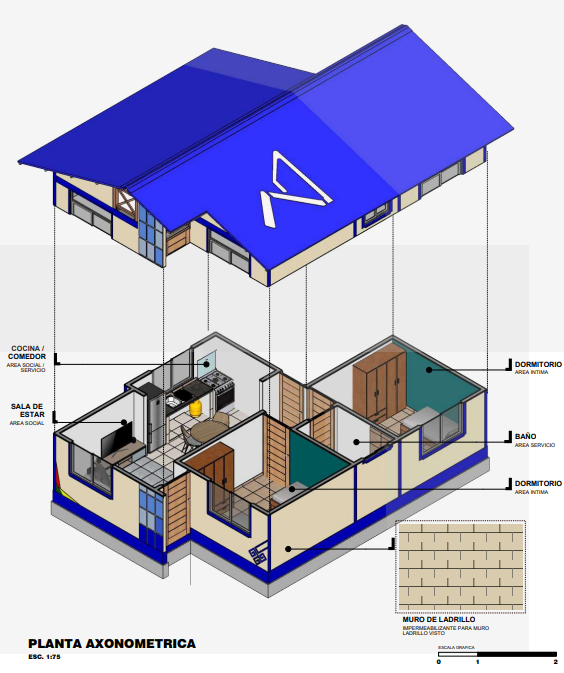 COCINA /
COMEDOR
AREA SOCIAL /
SERVICIO
SALA DE
ESTAR
AREA SOCIAL
DORMITORIO
AREA INTIMA
BAÑO
AREA SERVICIO
DORMITORIO
AREA INTIMA
MURO DE LADRILLO
IMPERMEABILIZANTE PARA MURO
LADRILLO VISTO
PLANTA AXONOMETRICA
ESC. 1:75
ESCALA GRAFICA
0 1 2